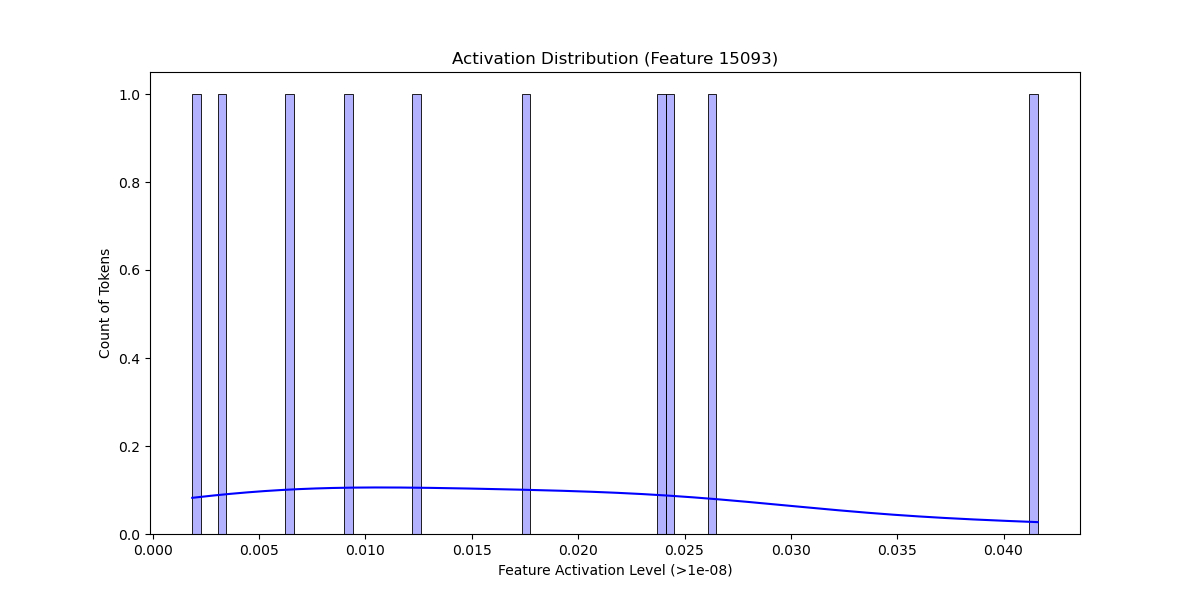 Activation Distribution (Feature 15093)
1.0
0.8
0.6
0.4
0.2
0.0
Count of Tokens
0.000 0.005 0.010 0.015 0.020 0.025 0.030 0.035 0.040
Feature Activation Level (>1e-08)